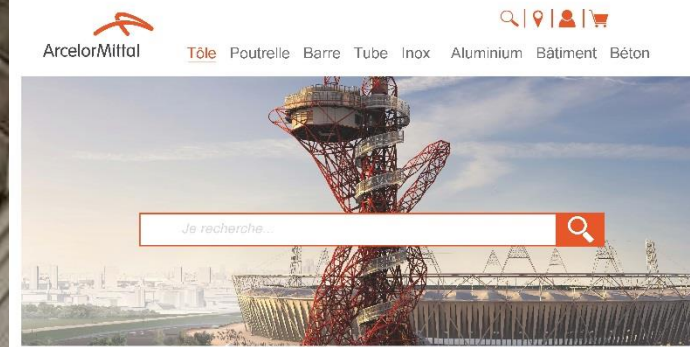 ArcelorMittal
Tôle Poutrelle Barre Tube Inox Aluminium Bâtiment Béton
Je recherche...